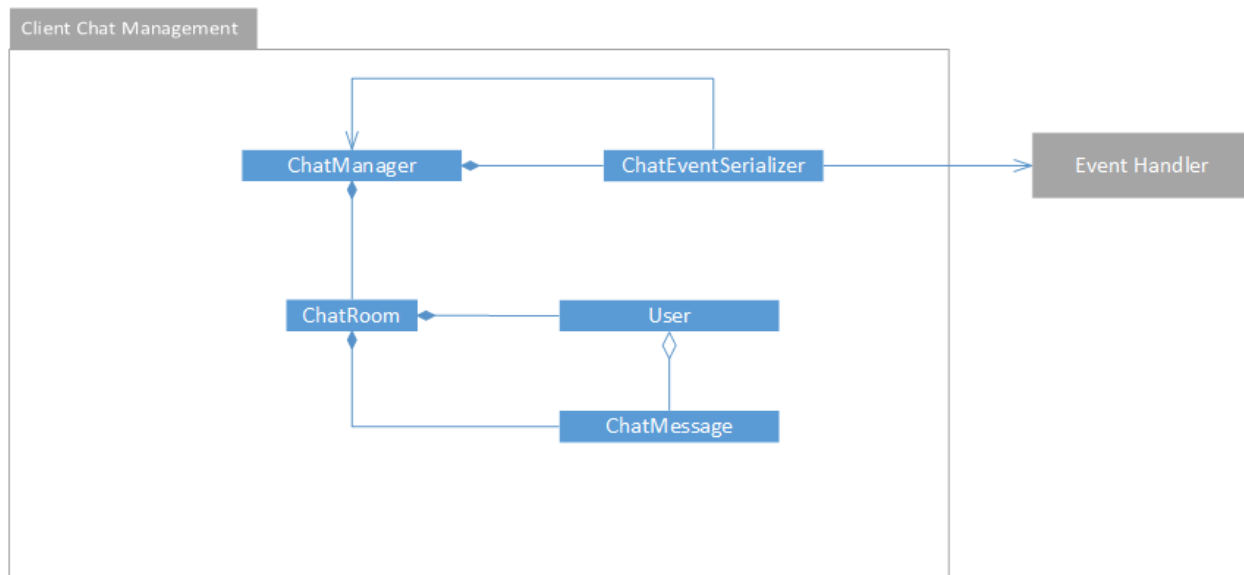 Client Chat Management
ChatManager
ChatEventSerializer
Event Handler
ChatRoom
User
ChatMessage